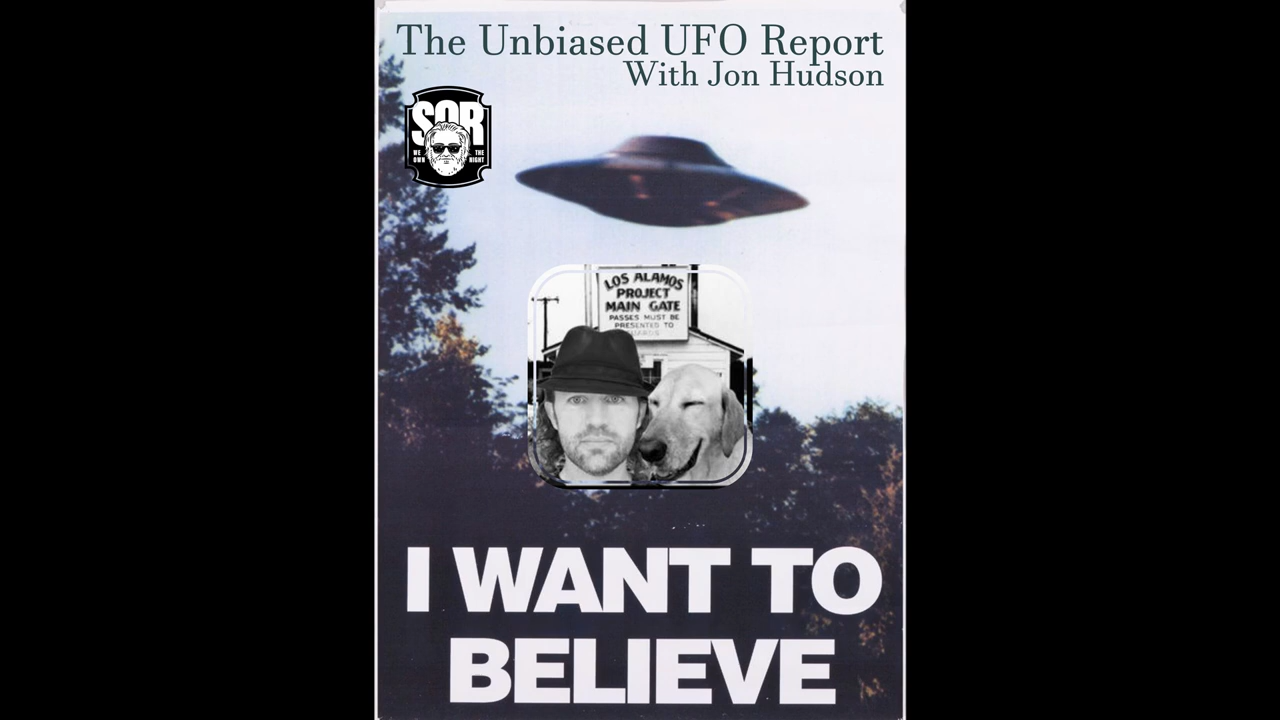 The Unbiased UFO Report
With Jon Hudson
SOR
WE OWN
THE NIGHT
LOS ALAMOS
PROJECT
MAIN GATE
PASSES MUST BE
PRESENTED TO
GUARDS
I WANT TO
BELIEVE